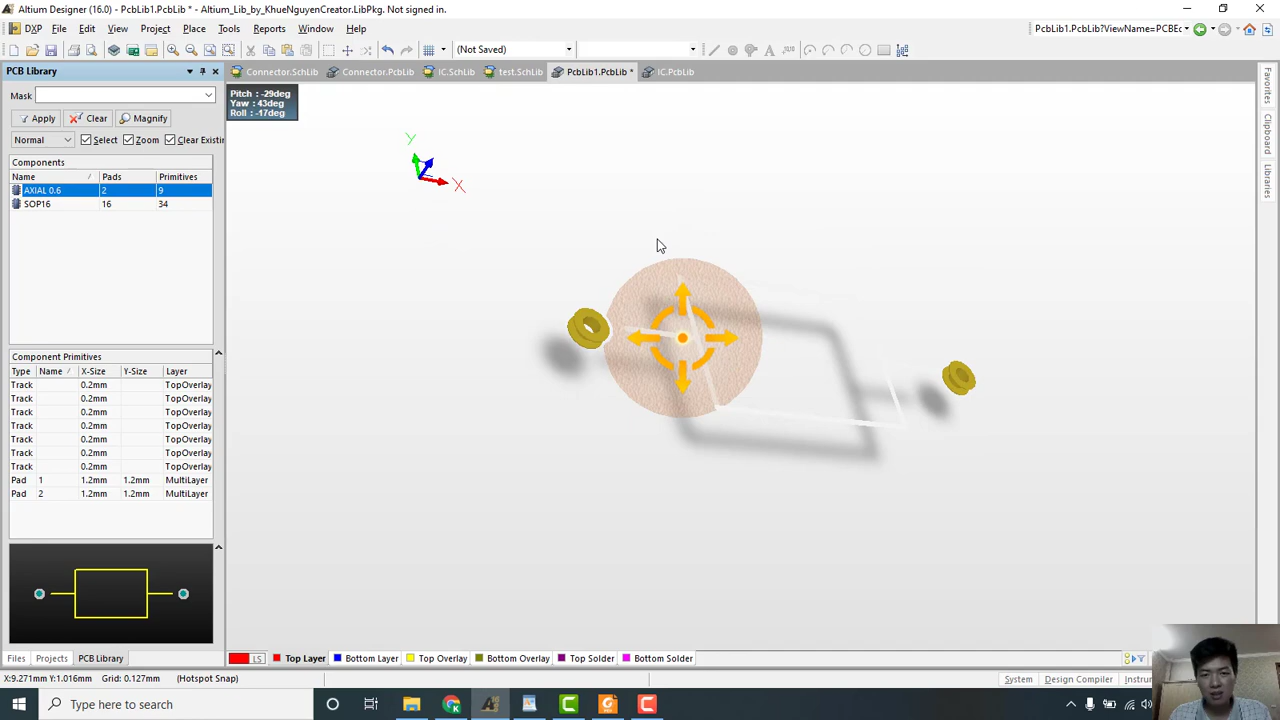 Altium Designer (16.0) - PcbLib1.PcbLib * - Altium_Lib_by_KhueNguyenCreator.LibPkg. Not signed in.
DXP File Edit View Project Place Tools Reports Window Help PcbLib1.PcbLib?ViewName=PCBEc
(Not Saved)
PCB Library Connector.SchLib Connector.PcbLib IC.SchLib test.SchLib PcbLib1.PcbLib * IC.PcbLib
Mask
Apply Clear Magnify
Normal Select Zoom Clear Existin
Components
Name Pads Primitives
AXIAL 0.6 2 9
SOP16 16 34
Pitch : -29deg
Yaw : 43deg
Roll : -17deg
Y
X
Favorites
Clipboard
Libraries
Component Primitives
Type Name X-Size Y-Size Layer
Track 0.2mm TopOverlay
Track 0.2mm TopOverlay
Track 0.2mm TopOverlay
Track 0.2mm TopOverlay
Track 0.2mm TopOverlay
Track 0.2mm TopOverlay
Track 0.2mm TopOverlay
Pad 1 1.2mm 1.2mm MultiLayer
Pad 2 1.2mm 1.2mm MultiLayer
Files Projects PCB Library LS Top Layer Bottom Layer Top Overlay Bottom Overlay Top Solder Bottom Solder
X:9.271mm Y:1.016mm Grid: 0.127mm (Hotspot Snap) System Design Compiler Instrum
Type here to search